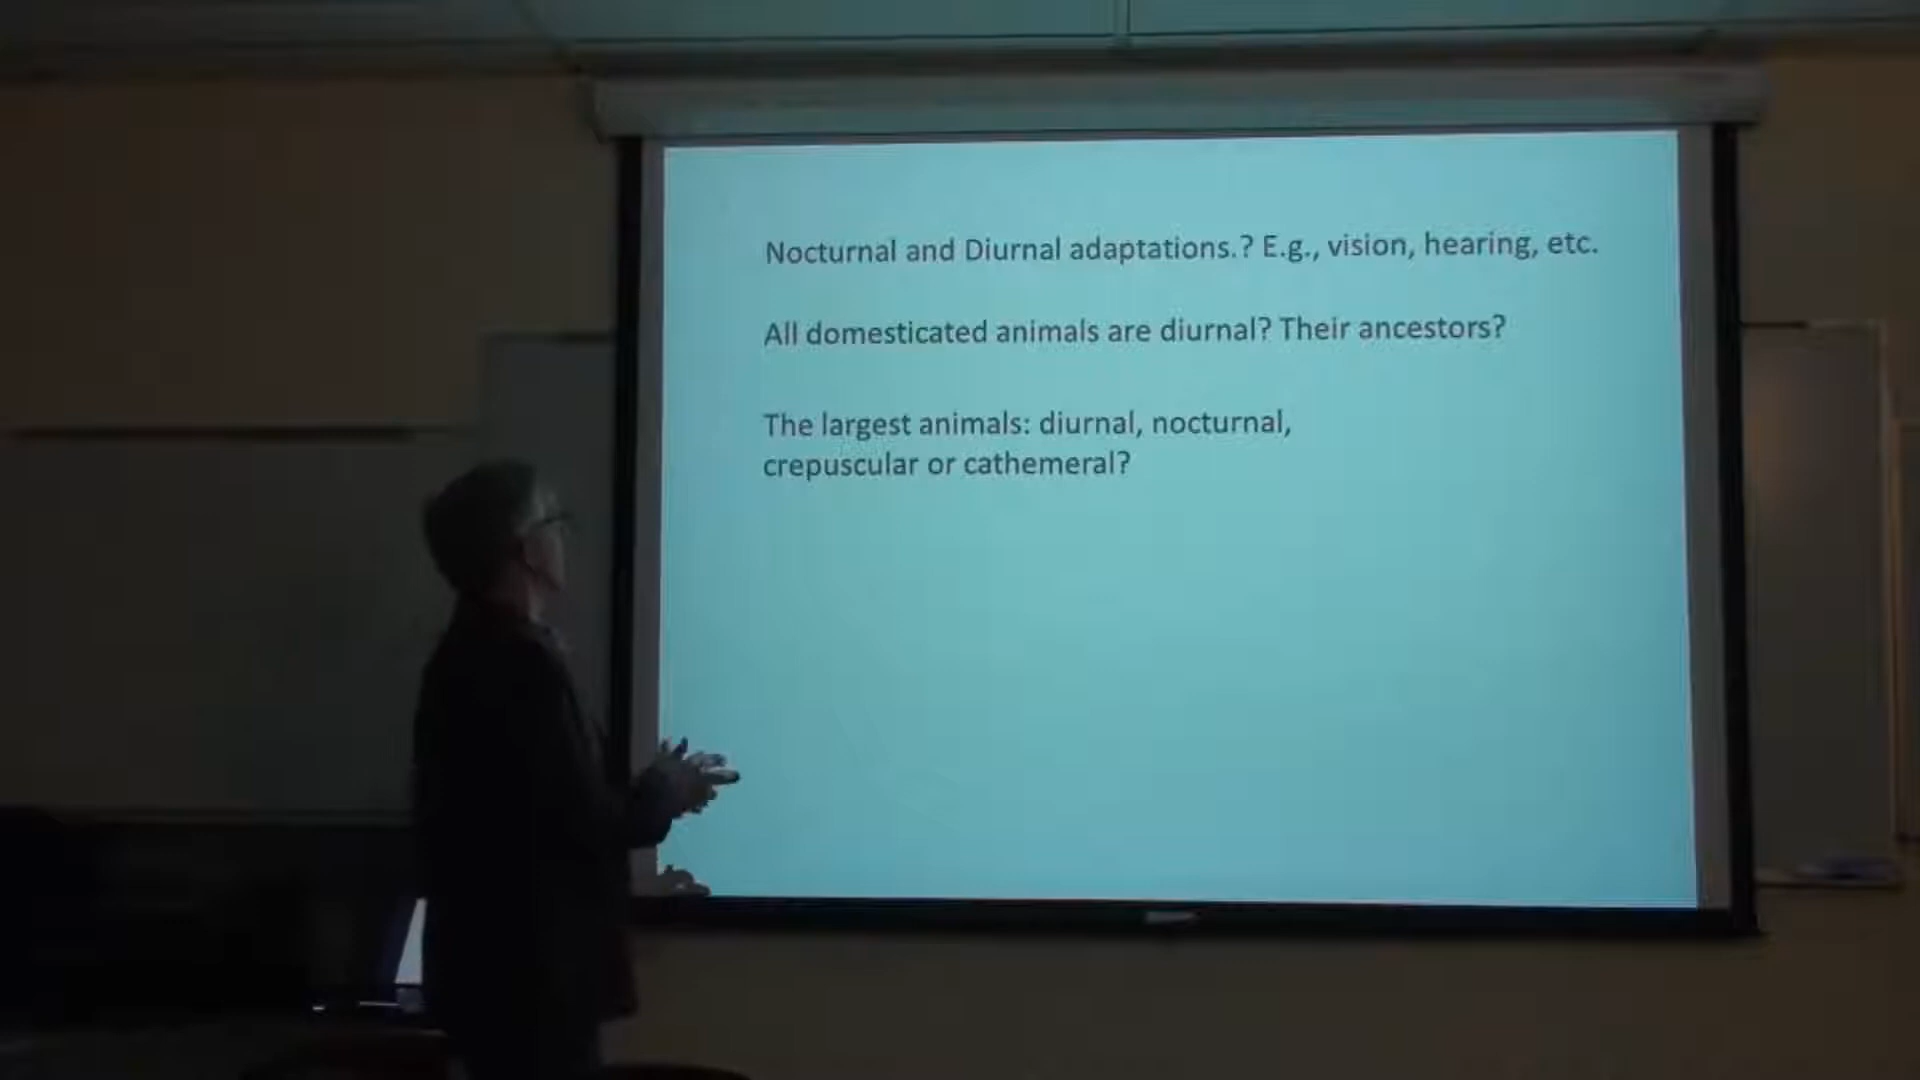 Nocturnal and Diurnal adaptations.? E.g., vision, hearing, etc.
All domesticated animals are diurnal? Their ancestors?
The largest animals: diurnal, nocturnal,
crepuscular or cathemeral?